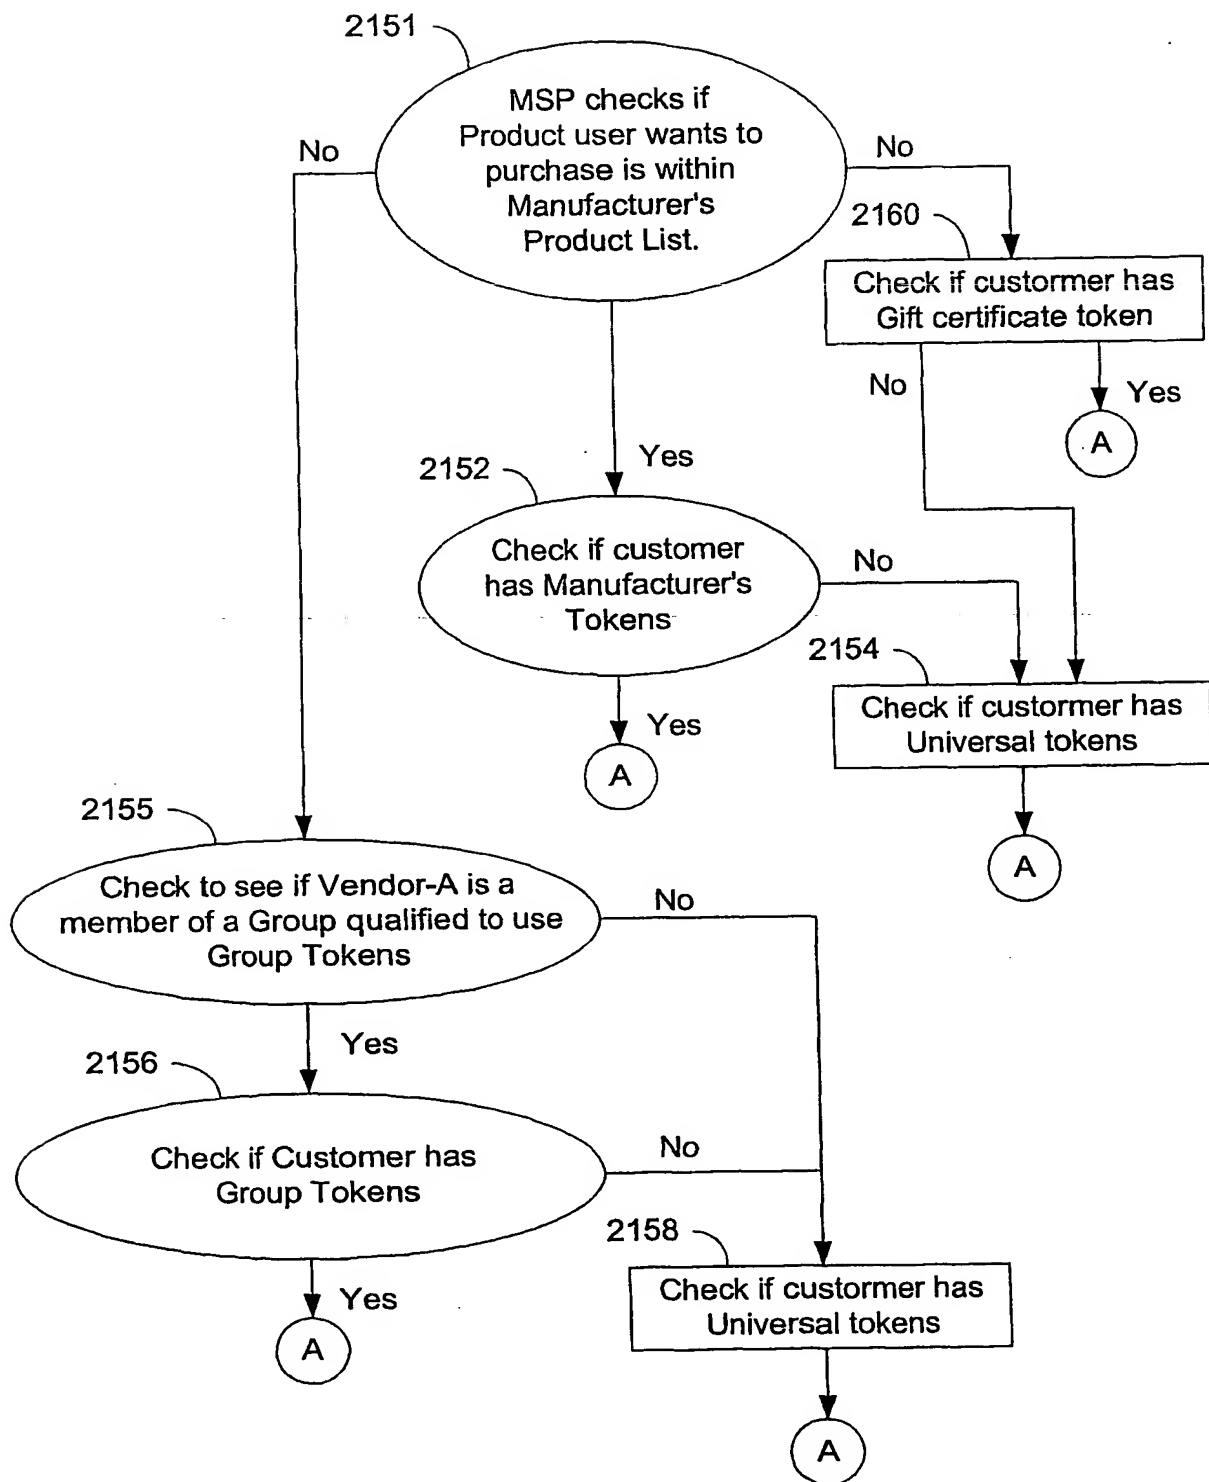 2151
MSP checks if
Product user wants to
purchase is within
Manufacturer's
Product List.
No
No
2160
Check if custormer has
Gift certificate token
No
Yes
A
Yes
2152
Check if customer
has Manufacturer's
Tokens
No
Yes
A
2154
Check if custormer has
Universal tokens
A
2155
Check to see if Vendor-A is a
member of a Group qualified to use
Group Tokens
No
Yes
2156
Check if Customer has
Group Tokens
No
Yes
A
2158
Check if custormer has
Universal tokens
A